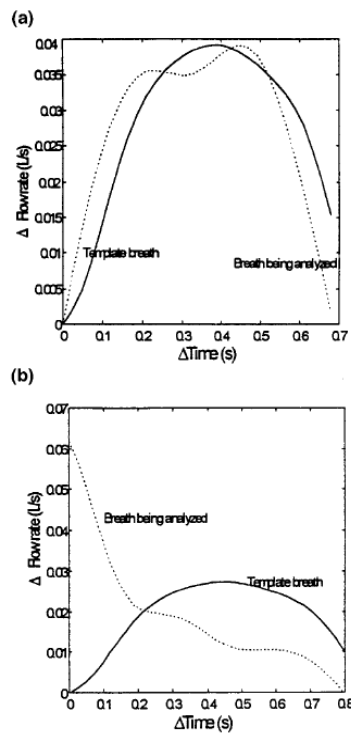 (a)
0.04
0.035
0.03
0.025
0.02
0.015
0.01
0.005
0
Δ Flowrate (L/s)
Template breath
Breath being analyzed
0 0.1 0.2 0.3 0.4 0.5 0.6 0.7
ΔTime (s)
(b)
0.07
0.06
0.05
0.04
0.03
0.02
0.01
0
Δ Flowrate (L/s)
Breath being analyzed
Template breath
0 0.1 0.2 0.3 0.4 0.5 0.6 0.7 0.8
ΔTime (s)